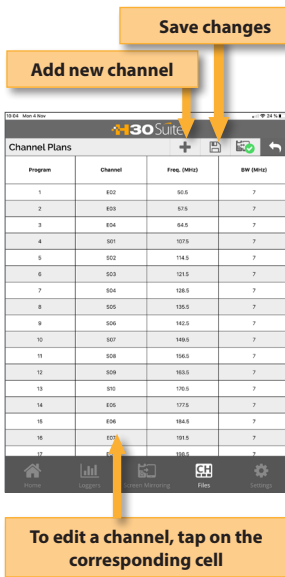 Save changes
Add new channel
10:04 Mon 4 Nov 24 %
H30Suite
Channel Plans
Program Channel Freq. (MHz) BW (MHz)
1 E02 50.5 7
2 E03 57.5 7
3 E04 64.5 7
4 S01 107.5 7
5 S02 114.5 7
6 S03 121.5 7
7 S04 128.5 7
8 S05 135.5 7
9 S06 142.5 7
10 S07 149.5 7
11 S08 156.5 7
12 S09 163.5 7
13 S10 170.5 7
14 E05 177.5 7
15 E06 184.5 7
16 E07 191.5 7
17 198.5 7
CH
Home Loggers Screen Mirroring Files Settings
To edit a channel, tap on the
corresponding cell